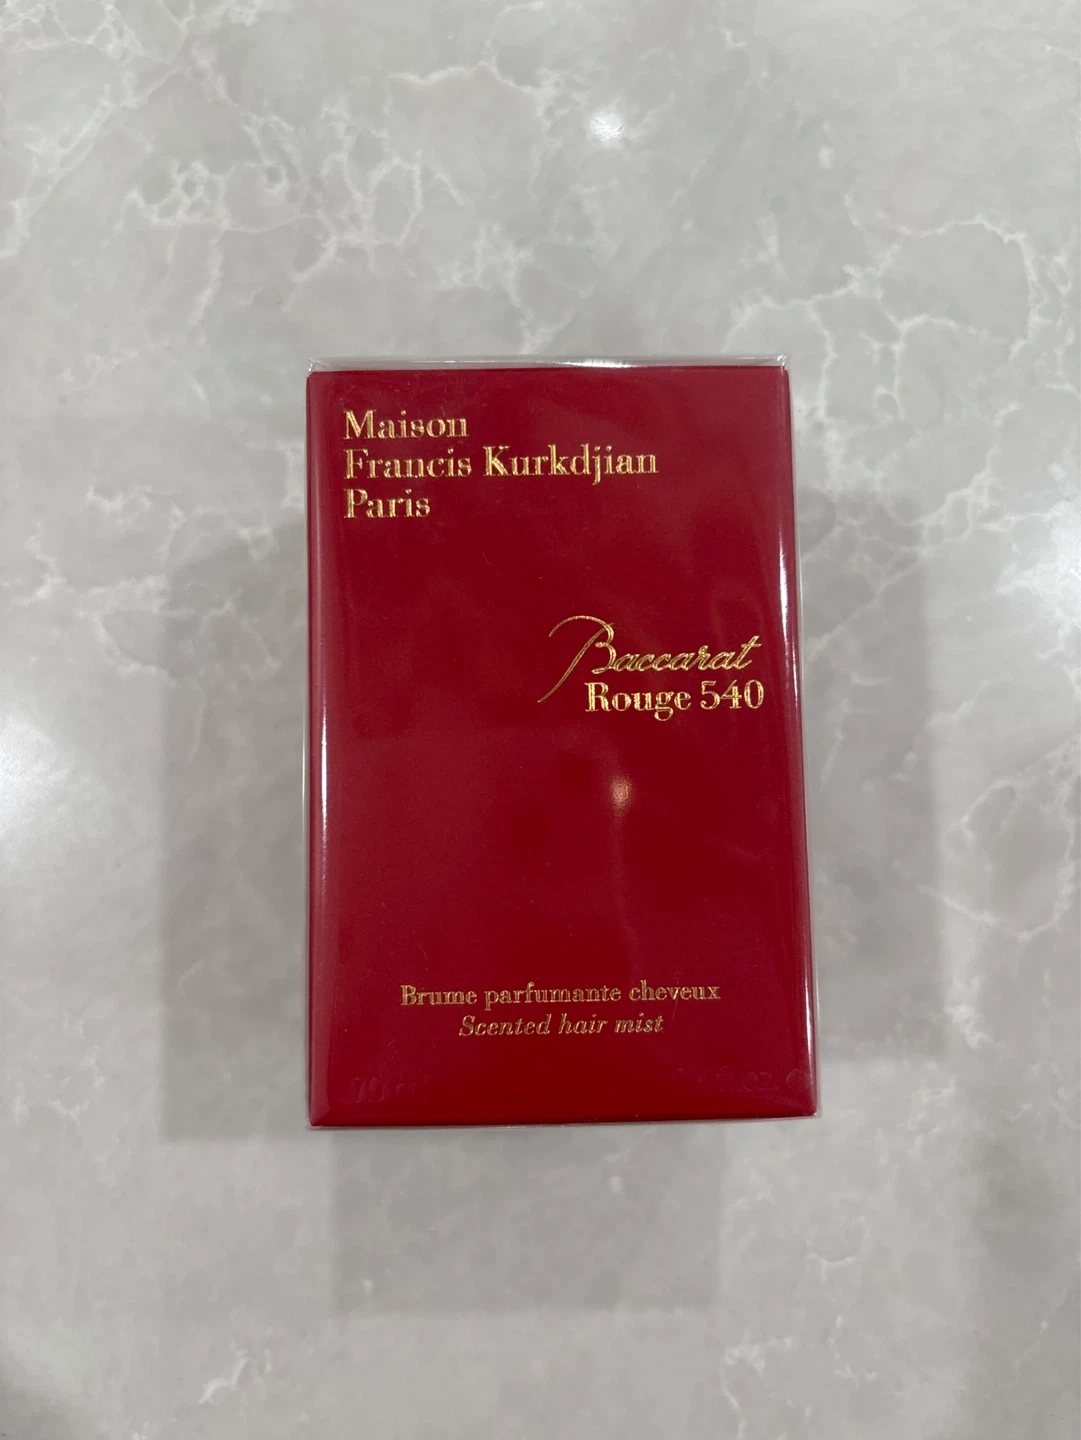 Maison
Francis Kurkdjian
Paris
Baccarat
Rouge 540
Brume parfumante cheveux
Scented hair mist